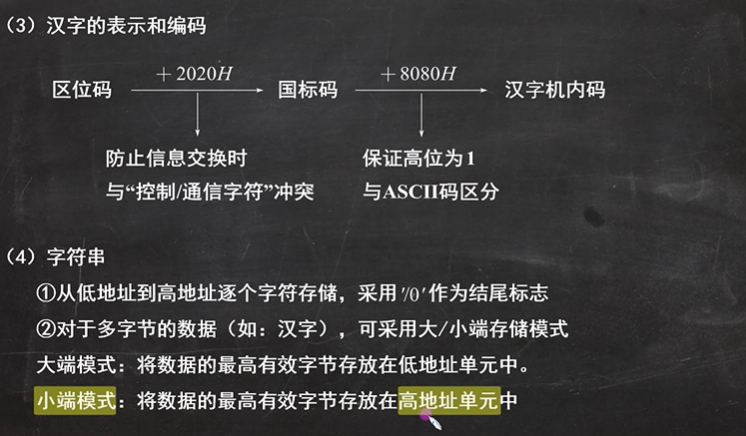 （3）汉字的表示和编码
区位码 +2020H 国标码 +8080H 汉字机内码
防止信息交换时 保证高位为1
与“控制/通信字符”冲突 与ASCII码区分
（4）字符串
①从低地址到高地址逐个字符存储，采用'/0'作为结尾标志
②对于多字节的数据（如：汉字），可采用大/小端存储模式
大端模式：将数据的最高有效字节存放在低地址单元中。
小端模式：将数据的最高有效字节存放在高地址单元中